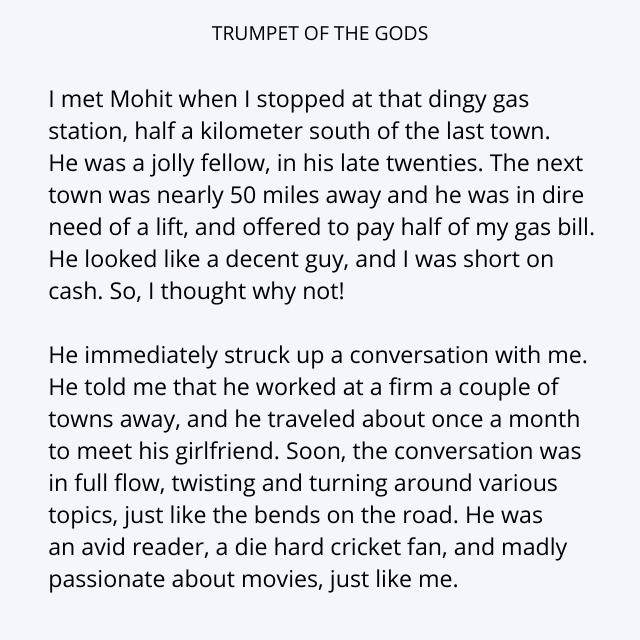 TRUMPET OF THE GODS
I met Mohit when I stopped at that dingy gas
station, half a kilometer south of the last town.
He was a jolly fellow, in his late twenties. The next
town was nearly 50 miles away and he was in dire
need of a lift, and offered to pay half of my gas bill.
He looked like a decent guy, and I was short on
cash. So, I thought why not!
He immediately struck up a conversation with me.
He told me that he worked at a firm a couple of
towns away, and he traveled about once a month
to meet his girlfriend. Soon, the conversation was
in full flow, twisting and turning around various
topics, just like the bends on the road. He was
an avid reader, a die hard cricket fan, and madly
passionate about movies, just like me.